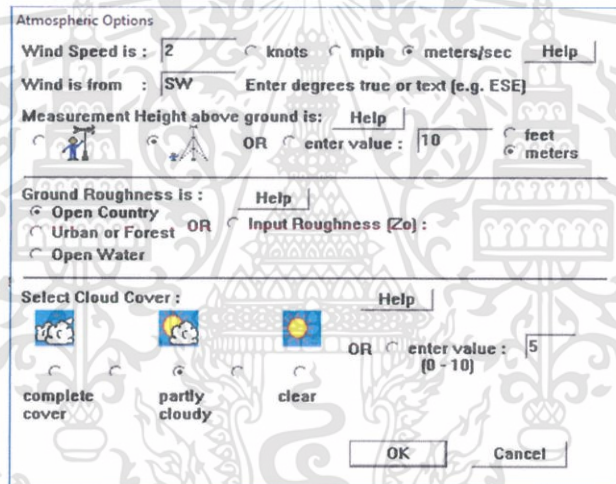 Atmospheric Options
Wind Speed is : 2 knots mph meters/sec Help
Wind is from : SW Enter degrees true or text (e.g. ESE)
Measurement Height above ground is: Help
OR enter value : 10 feet
meters
Ground Roughness is : Help
Open Country
OR Input Roughness (Zo) :
Urban or Forest
Open Water
Select Cloud Cover : Help
OR enter value : 5
(0 - 10)
complete cover partly cloudy clear
OK Cancel